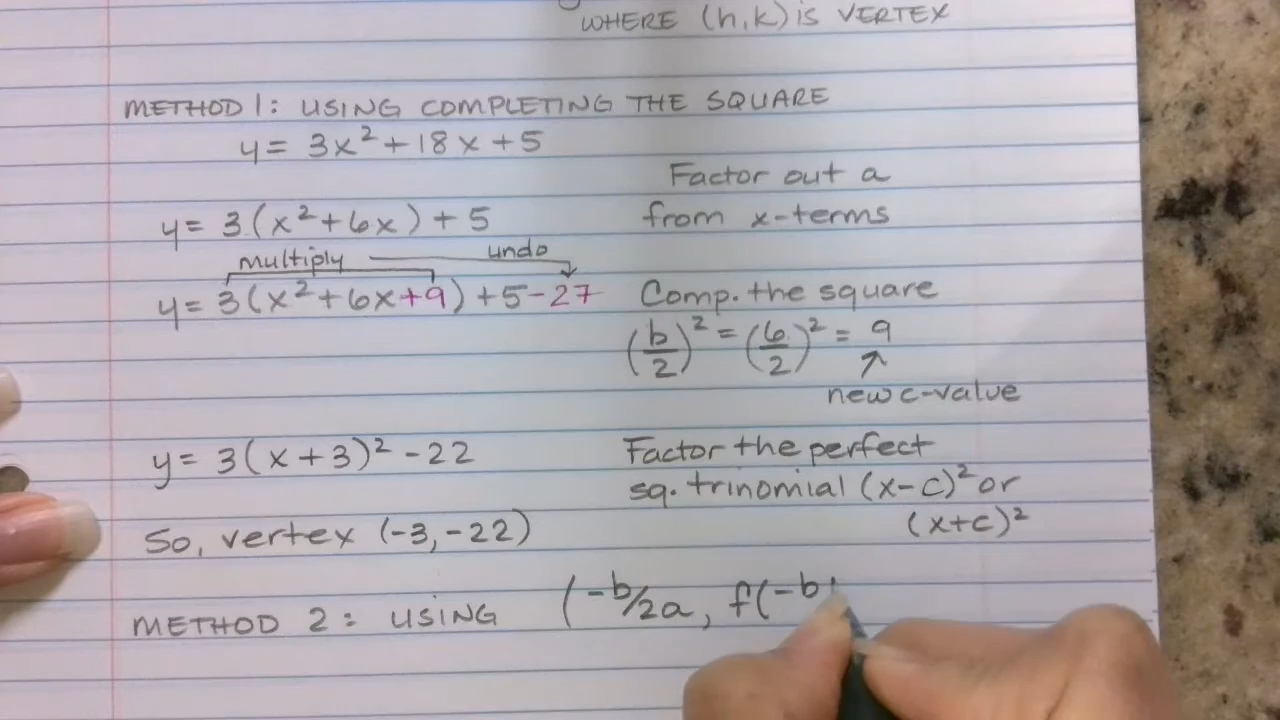 WHERE (h,k) is VERTEX
METHOD 1: USING COMPLETING THE SQUARE
y = 3x² + 18x + 5
Factor out a
y = 3(x² + 6x) + 5 from x-terms
multiply undo
y = 3(x² + 6x + 9) + 5 - 27 Comp. the square
(b/2)² = (6/2)² = 9
↑
new c-value
y = 3(x + 3)² - 22 Factor the perfect
sq. trinomial (x-c)² or
So, vertex (-3, -22) (x+c)²
METHOD 2: USING (-b/2a, f(-b